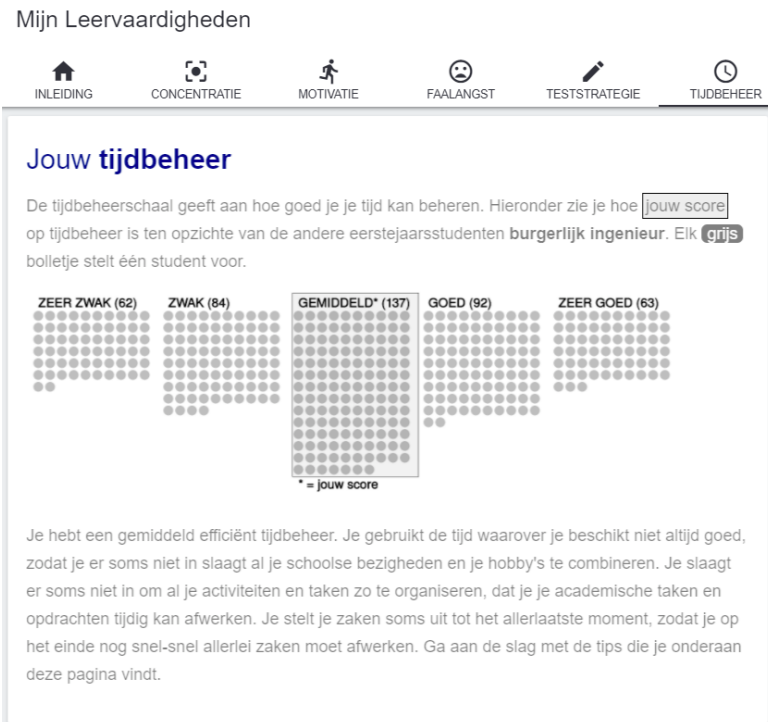 Mijn Leervaardigheden
INLEIDING CONCENTRATIE MOTIVATIE FAALANGST TESTSTRATEGIE TIJDBEHEER
Jouw tijdbeheer
De tijdbeheerschaal geeft aan hoe goed je je tijd kan beheren. Hieronder zie je hoe jouw score
op tijdbeheer is ten opzichte van de andere eerstejaarsstudenten burgerlijk ingenieur. Elk grijs
bolletje stelt één student voor.
ZEER ZWAK (62) ZWAK (84) GEMIDDELD* (137) GOED (92) ZEER GOED (63)
* = jouw score
Je hebt een gemiddeld efficiënt tijdbeheer. Je gebruikt de tijd waarover je beschikt niet altijd goed,
zodat je er soms niet in slaagt al je schoolse bezigheden en je hobby's te combineren. Je slaagt
er soms niet in om al je activiteiten en taken zo te organiseren, dat je je academische taken en
opdrachten tijdig kan afwerken. Je stelt je zaken soms uit tot het allerlaatste moment, zodat je op
het einde nog snel-snel allerlei zaken moet afwerken. Ga aan de slag met de tips die je onderaan
deze pagina vindt.